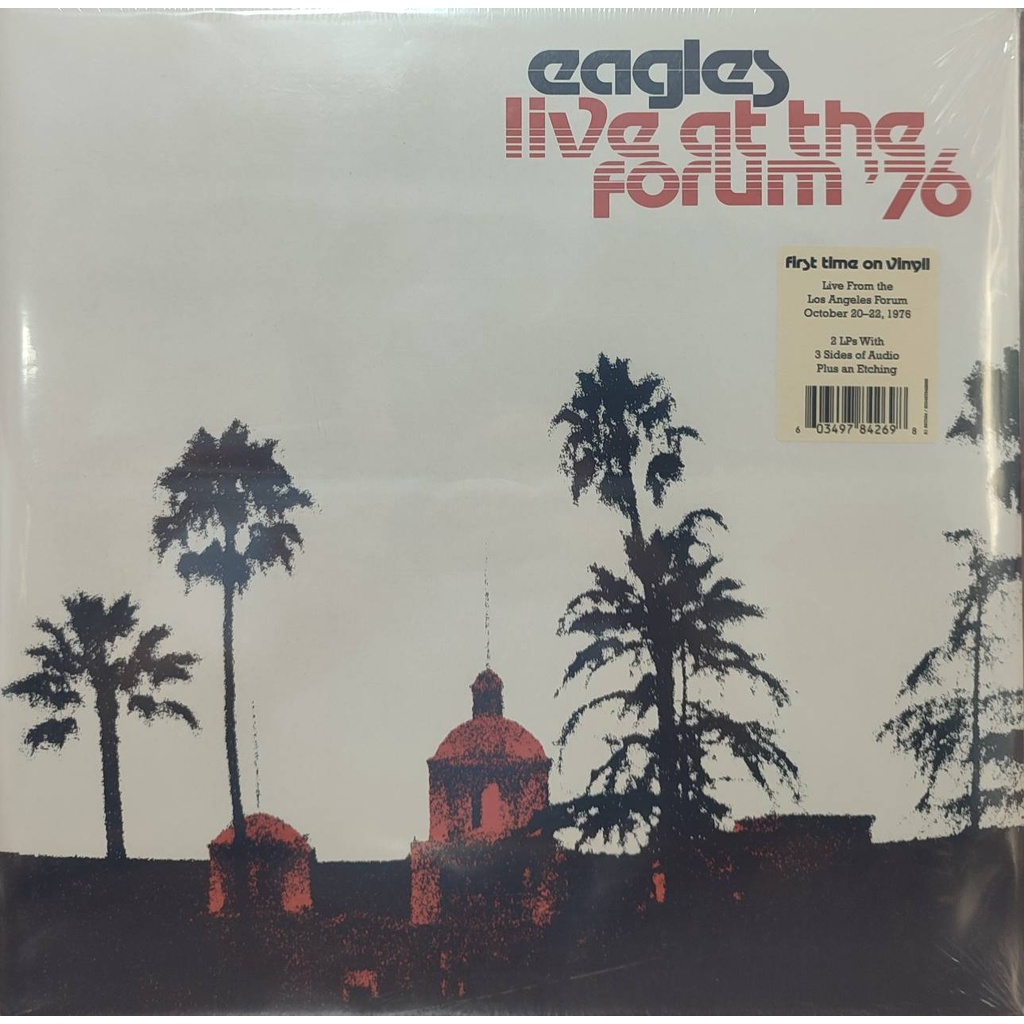 eagles
live at the
forum '76
first time on vinyl!
Live From the
Los Angeles Forum
October 20–22, 1976
2 LPs With
3 Sides of Audio
Plus an Etching
6 03497 84269 8